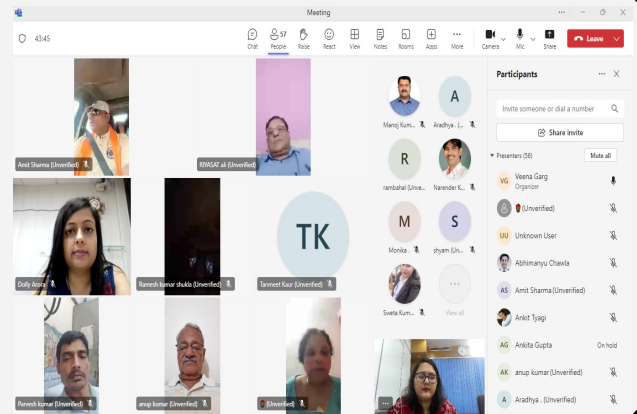 Meeting
43:45
Chat
57
People
Raise
React
View
Notes
Rooms
Apps
More
Camera
Mic
Share
Leave
Amit Sharma (Unverified)
RIYASAT ali (Unverified)
Dolly Arora
Ramesh kumar shukla (Unverified)
TK
Tanmeet Kaur (Unverified)
Parvesh kumar (Unverified)
anup kumar (Unverified)
(Unverified)
Manoj Kum...
A
Aradhya . (...
R
rambahal (Unve...
Narender K...
M
Monika .
S
shyam (Un...
Sweta Kum...
View all
Participants
Invite someone or dial a number
Share invite
Presenters (56)
Mute all
VG
Veena Garg
Organizer
(Unverified)
UU
Unknown User
Abhimanyu Chawla
AS
Amit Sharma (Unverified)
Ankit Tyagi
AG
Ankita Gupta
On hold
AK
anup kumar (Unverified)
A
Aradhya . (Unverified)